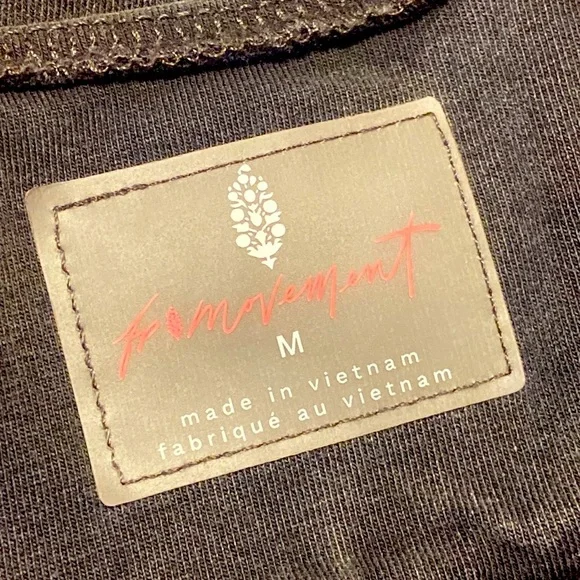 fp movement
M
made in vietnam
fabriqué au vietnam